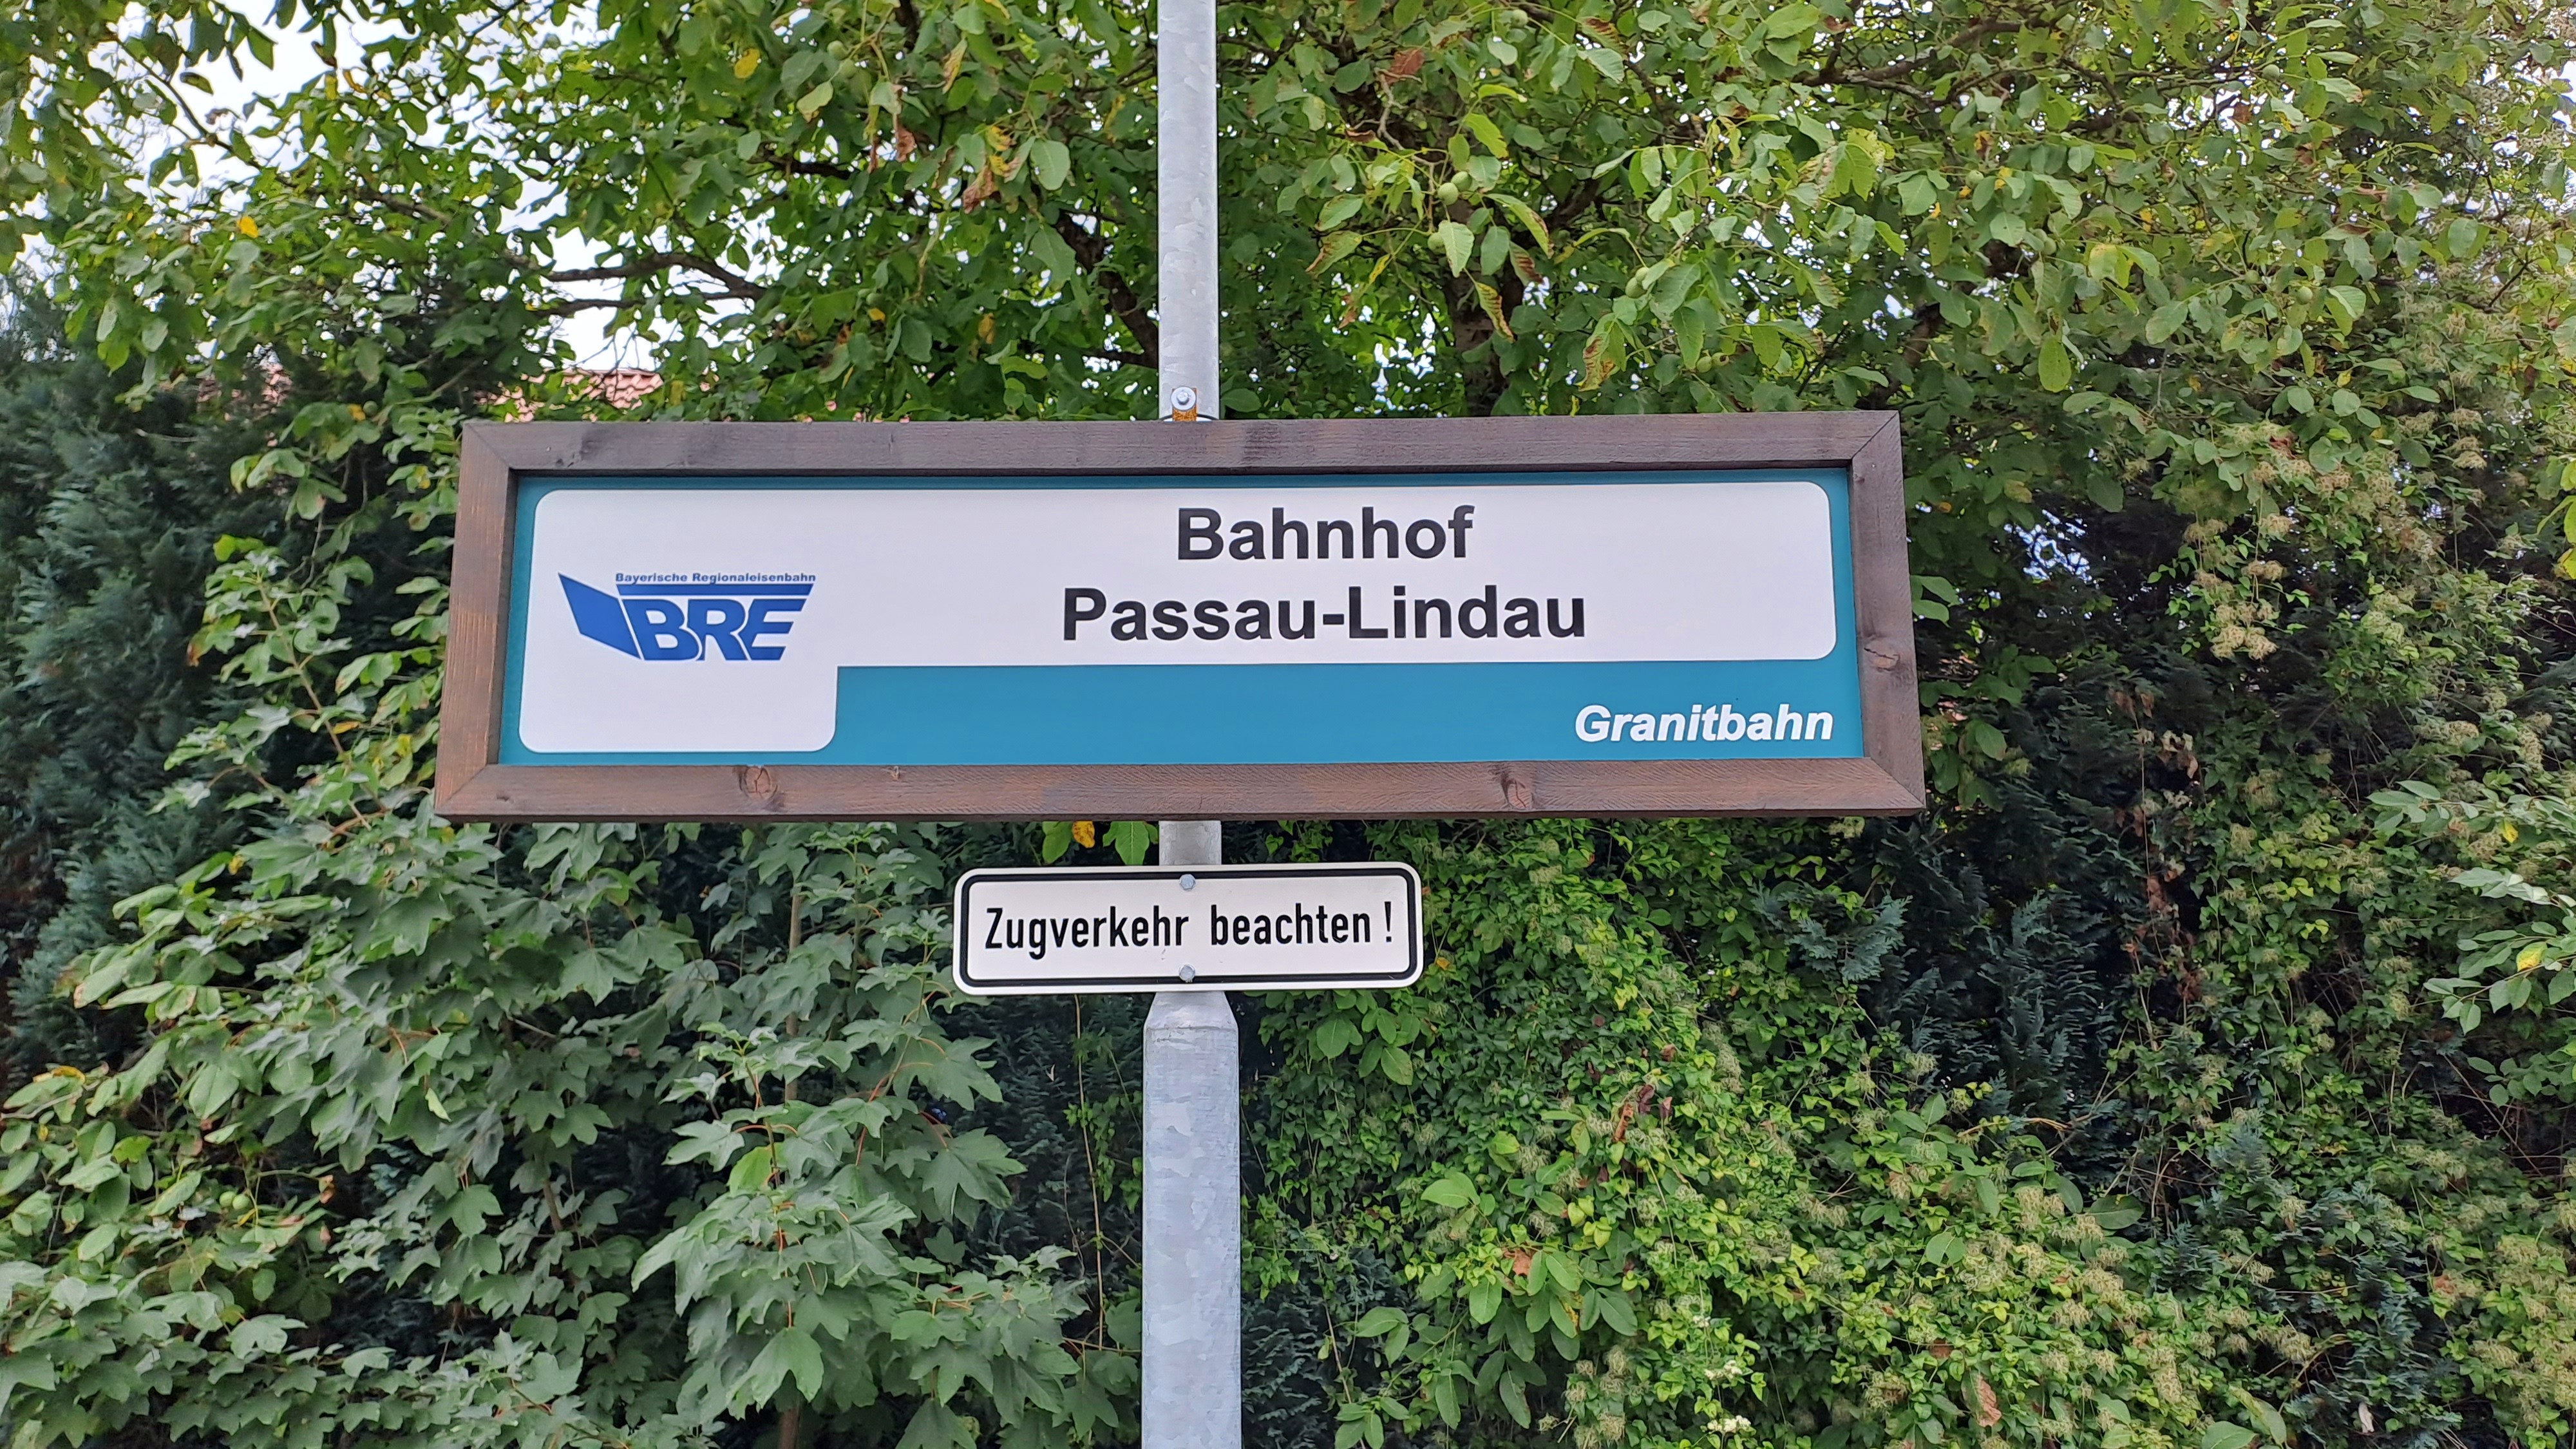 Bahnhof
Passau-Lindau
Bayerische Regionaleisenbahn
BRE
Granitbahn
Zugverkehr beachten!